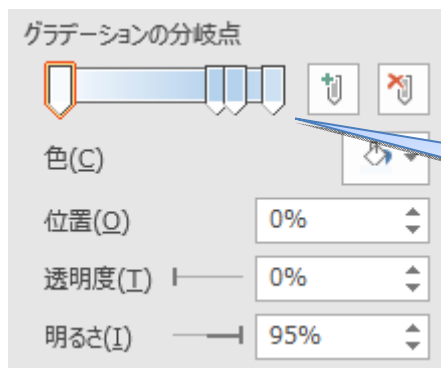 グラデーションの分岐点
色(C)
位置(O) 0%
透明度(T) 0%
明るさ(I) 95%